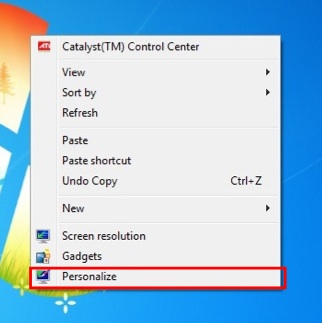 ATI Catalyst(TM) Control Center
View
Sort by
Refresh
Paste
Paste shortcut
Undo Copy Ctrl+Z
New
Screen resolution
Gadgets
Personalize